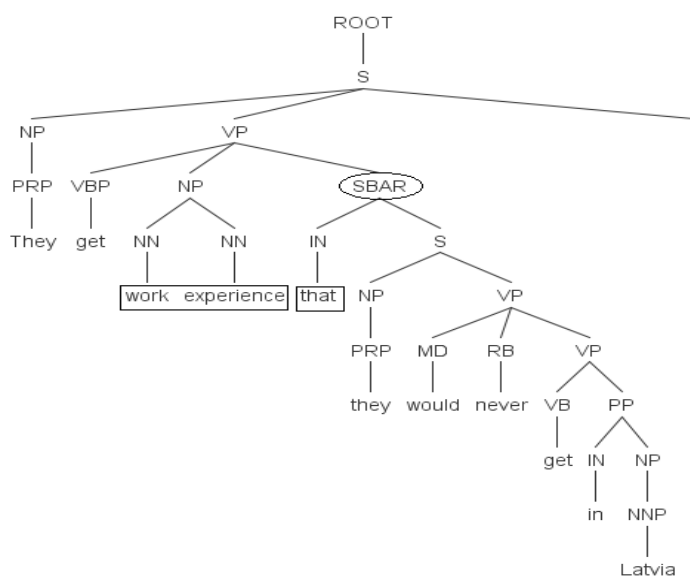 ROOT
S
NP VP
PRP VBP NP SBAR
They get NN NN IN S
work experience that NP VP
PRP MD RB VP
they would never VB PP
get IN NP
in NNP
Latvia